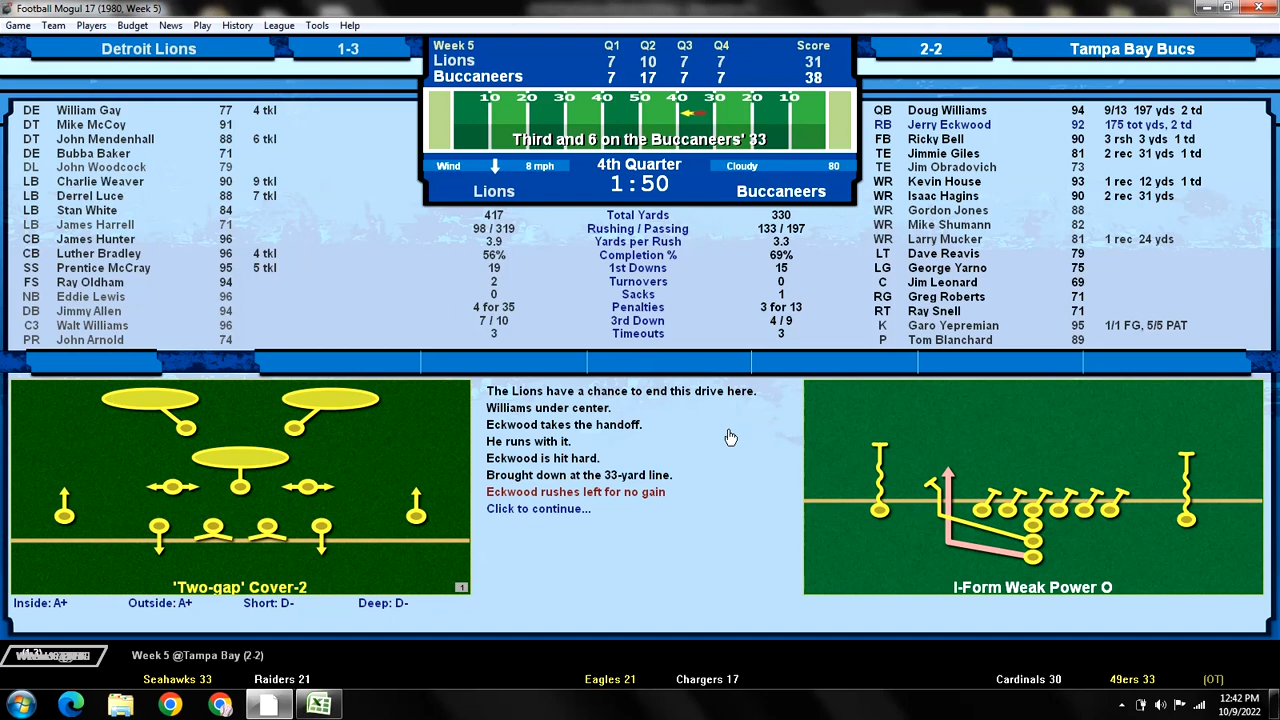 Football Mogul 17 (1980, Week 5)
Game Team Players Budget News Play History League Tools Help
Detroit Lions 1-3
Week 5 Q1 Q2 Q3 Q4 Score
Lions 7 10 7 7 31
Buccaneers 7 17 7 7 38
2-2 Tampa Bay Bucs
10 20 30 40 50 40 30 20 10
Third and 6 on the Buccaneers' 33
Wind 8 mph 4th Quarter Cloudy 80
Lions 1:50 Buccaneers
DE William Gay 77 4 tkl
DT Mike McCoy 91
DT John Mendenhall 88 6 tkl
DE Bubba Baker 71
DL John Woodcock 79
LB Charlie Weaver 90 9 tkl
LB Derrel Luce 88 7 tkl
LB Stan White 84
LB James Harrell 71
CB James Hunter 96
CB Luther Bradley 96 4 tkl
SS Prentice McCray 95 5 tkl
FS Ray Oldham 94
NB Eddie Lewis 96
DB Jimmy Allen 94
C3 Walt Williams 96
PR John Arnold 74
417 Total Yards 330
98 / 319 Rushing / Passing 133 / 197
3.9 Yards per Rush 3.3
56% Completion % 69%
19 1st Downs 15
2 Turnovers 0
0 Sacks 1
4 for 35 Penalties 3 for 13
7 / 10 3rd Down 4 / 9
3 Timeouts 3
QB Doug Williams 94 9/13 197 yds 2 td
RB Jerry Eckwood 92 175 tot yds, 2 td
FB Ricky Bell 90 3 rsh 3 yds 1 td
TE Jimmie Giles 81 2 rec 31 yds 1 td
TE Jim Obradovich 73
WR Kevin House 93 1 rec 12 yds 1 td
WR Isaac Hagins 90 2 rec 31 yds
WR Gordon Jones 88
WR Mike Shumann 82
WR Larry Mucker 81 1 rec 24 yds
LT Dave Reavis 79
LG George Yarno 75
C Jim Leonard 69
RG Greg Roberts 71
RT Ray Snell 71
K Garo Yepremian 95 1/1 FG, 5/5 PAT
P Tom Blanchard 89
The Lions have a chance to end this drive here.
Williams under center.
Eckwood takes the handoff.
He runs with it.
Eckwood is hit hard.
Brought down at the 33-yard line.
Eckwood rushes left for no gain
Click to continue...
'Two-gap' Cover-2
1
Inside: A+ Outside: A+ Short: D- Deep: D-
I-Form Weak Power O
Week 5 @Tampa Bay (2-2)
Seahawks 33 Raiders 21 Eagles 21 Chargers 17 Cardinals 30 49ers 33 (OT)
12:42 PM
10/9/2022